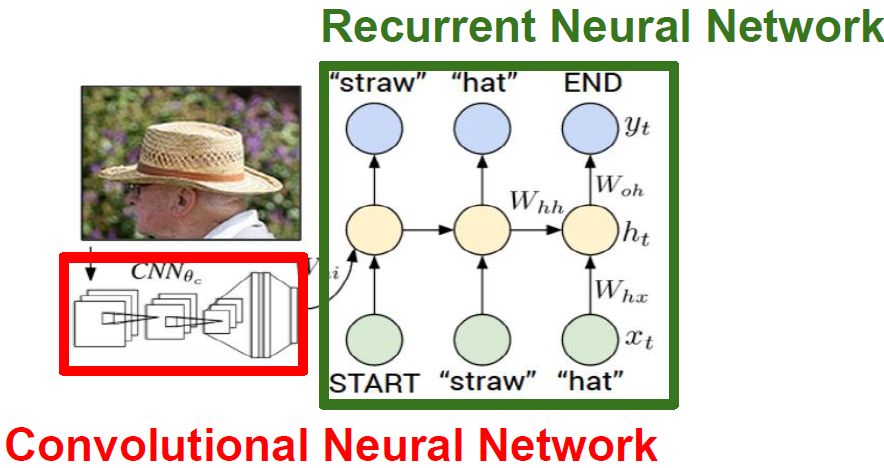 Recurrent Neural Network
“straw” “hat” END
y_t
W_hh
W_oh
h_t
CNN_θc
W_hx
x_t
START “straw” “hat”
Convolutional Neural Network